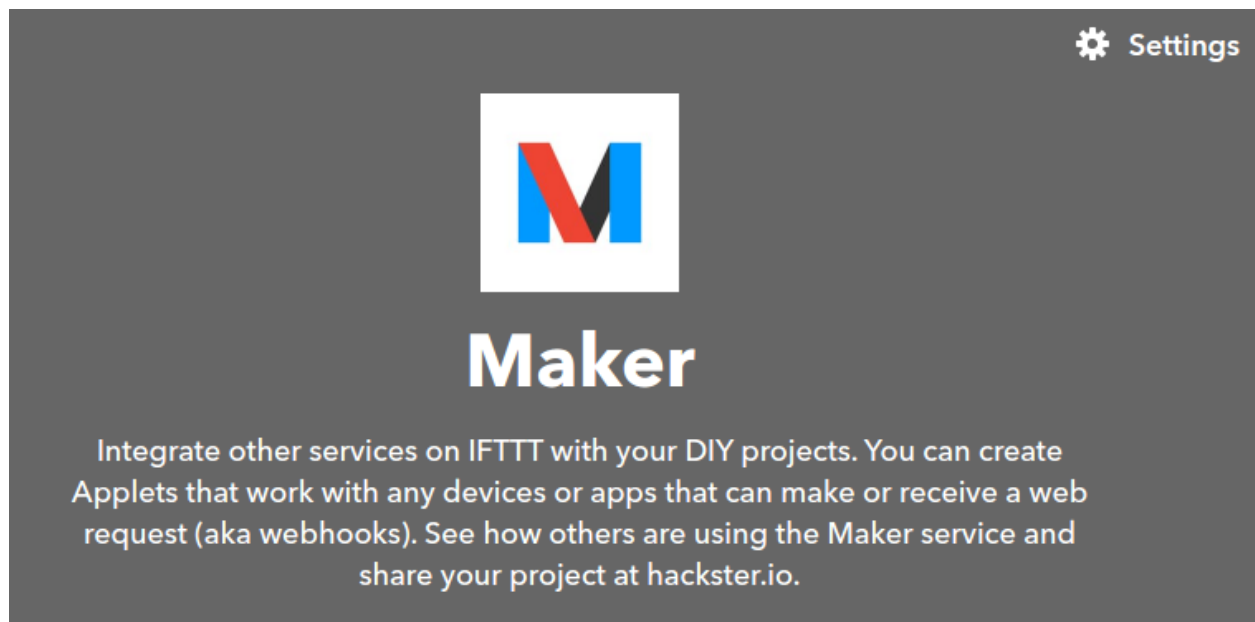 Settings
Maker
Integrate other services on IFTTT with your DIY projects. You can create
Applets that work with any devices or apps that can make or receive a web
request (aka webhooks). See how others are using the Maker service and
share your project at hackster.io.